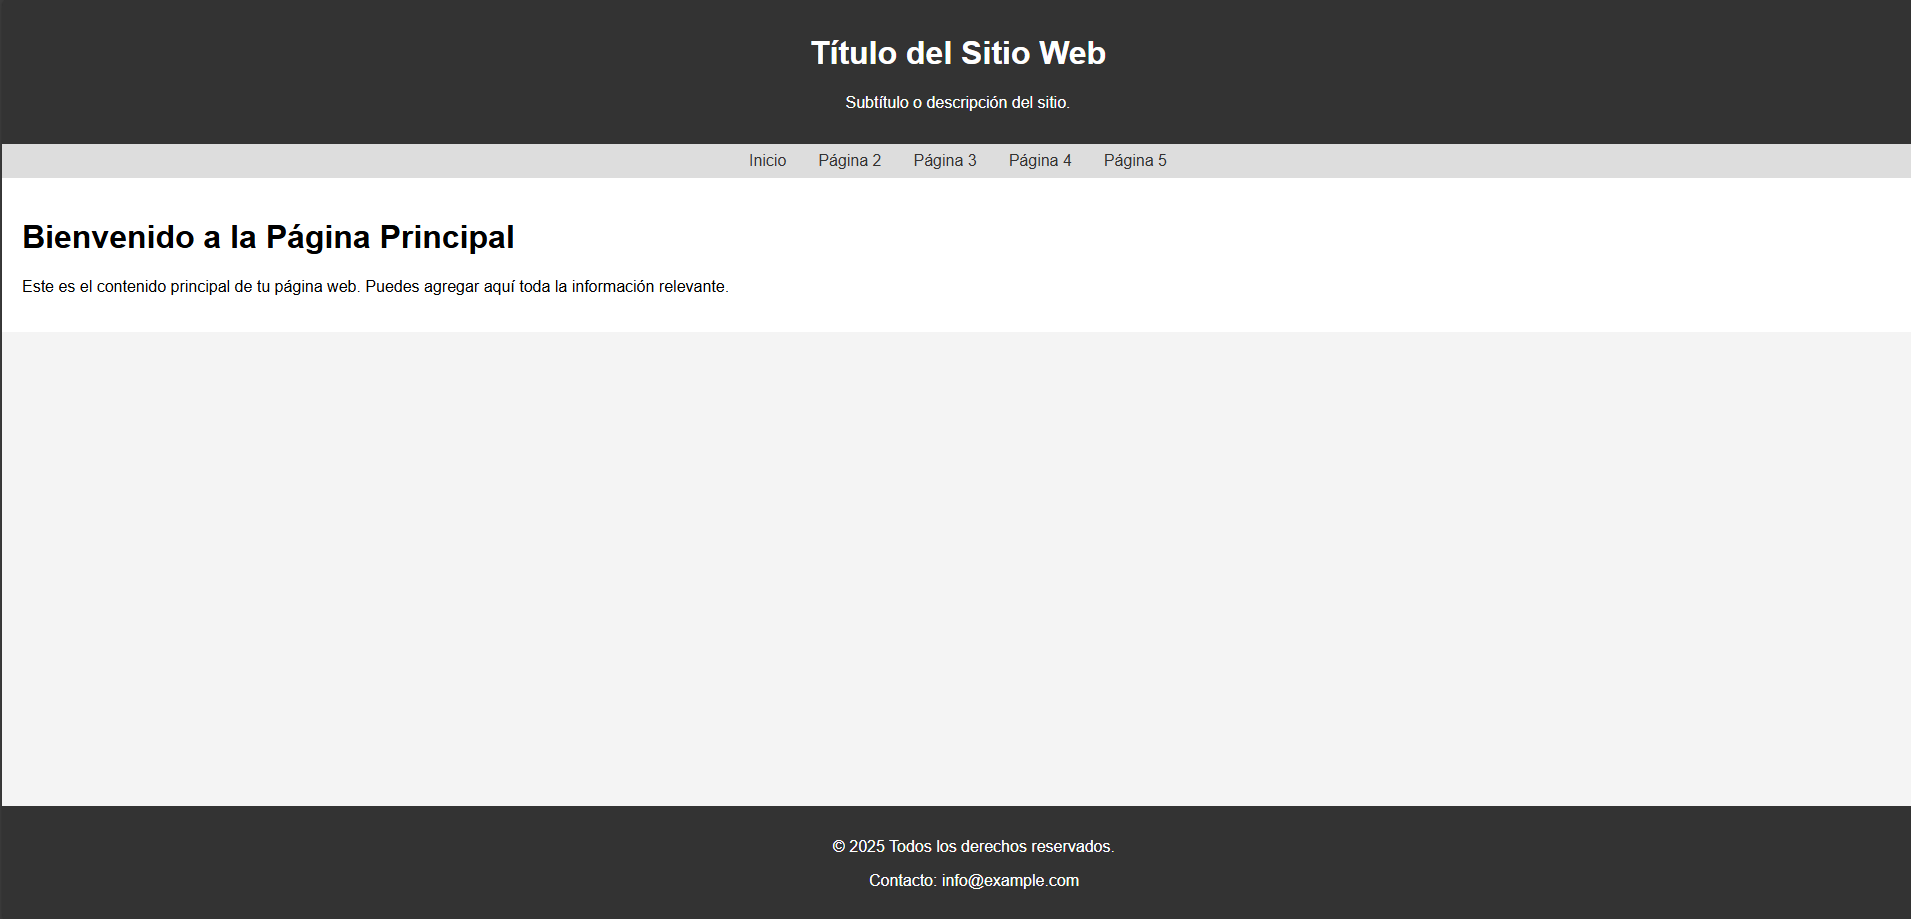 Título del Sitio Web
Subtítulo o descripción del sitio.
Inicio Página 2 Página 3 Página 4 Página 5
Bienvenido a la Página Principal
Este es el contenido principal de tu página web. Puedes agregar aquí toda la información relevante.
© 2025 Todos los derechos reservados.
Contacto: info@example.com